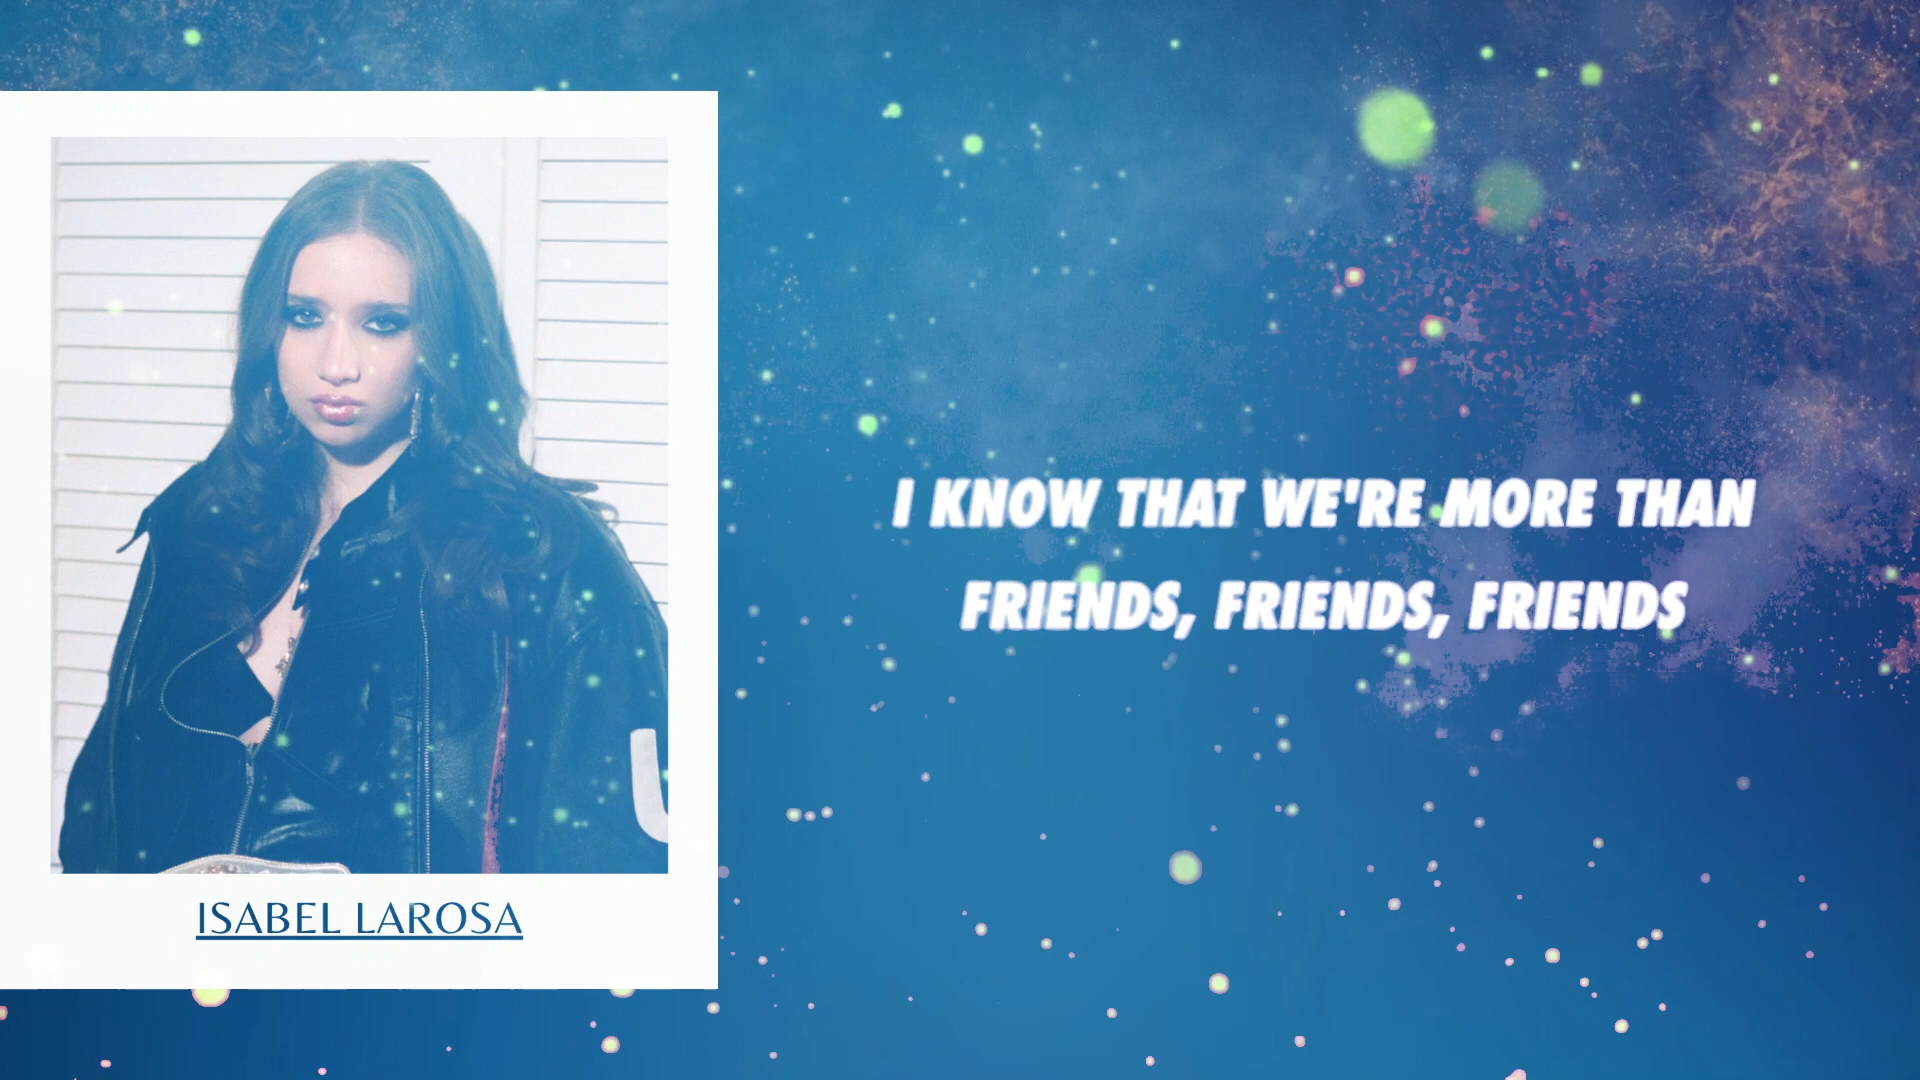 I KNOW THAT WE'RE MORE THAN
FRIENDS, FRIENDS, FRIENDS
ISABEL LAROSA
U